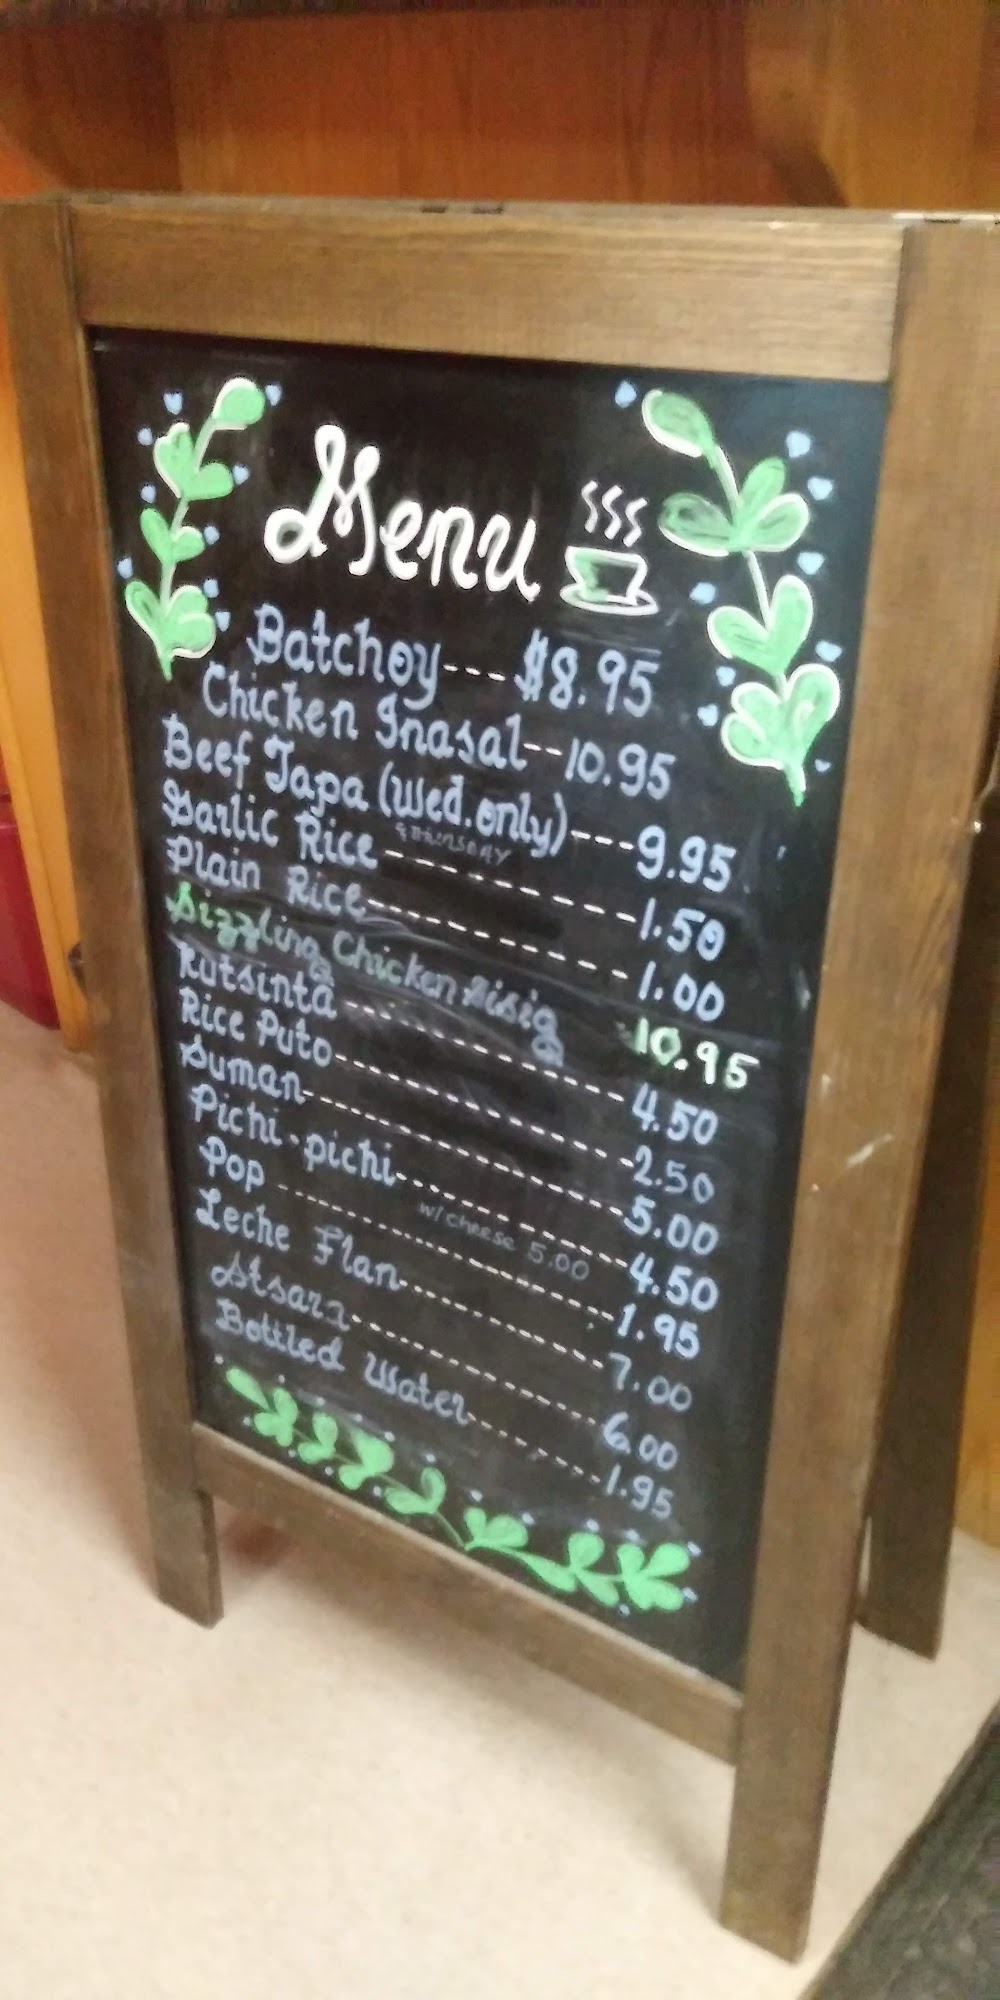 Menu
Batchoy---$8.95
Chicken Inasal--10.95
Beef Tapa (Wed. only)---9.95
& THURSDAY
Garlic Rice---------1.50
Plain Rice----------1.00
Sizzling Chicken Sisig 10.95
Kutsinta------------4.50
Rice Puto-------------2.50
Suman--------------5.00
Pichi-pichi----------4.50
w/ cheese 5.00
Pop---------------1.95
Leche Flan----------7.00
Atsara------------6.00
Bottled Water-------1.95